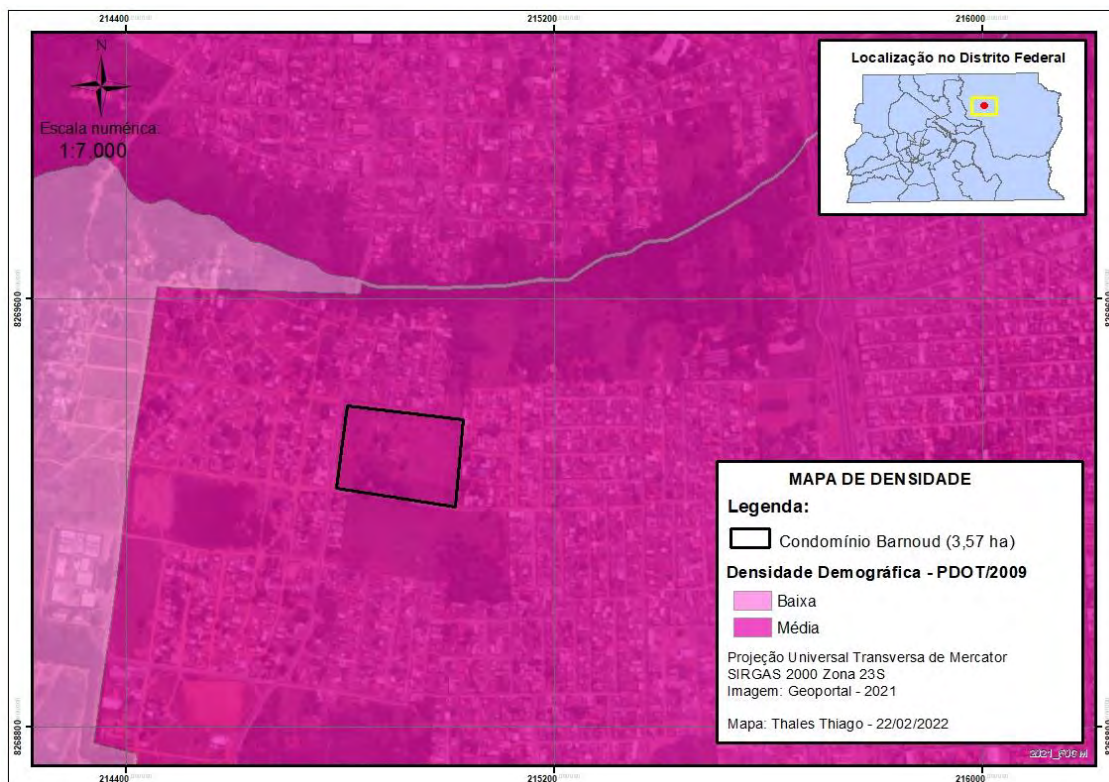 214400
215200
216000
N
Escala numérica:
1:7.000
Localização no Distrito Federal
8269600
8269600
MAPA DE DENSIDADE
Legenda:
Condomínio Barnoud (3,57 ha)
Densidade Demográfica - PDOT/2009
Baixa
Média
Projeção Universal Transversa de Mercator
SIRGAS 2000 Zona 23S
Imagem: Geoportal - 2021
Mapa: Thales Thiago - 22/02/2022
8268800
8268800
214400
215200
216000